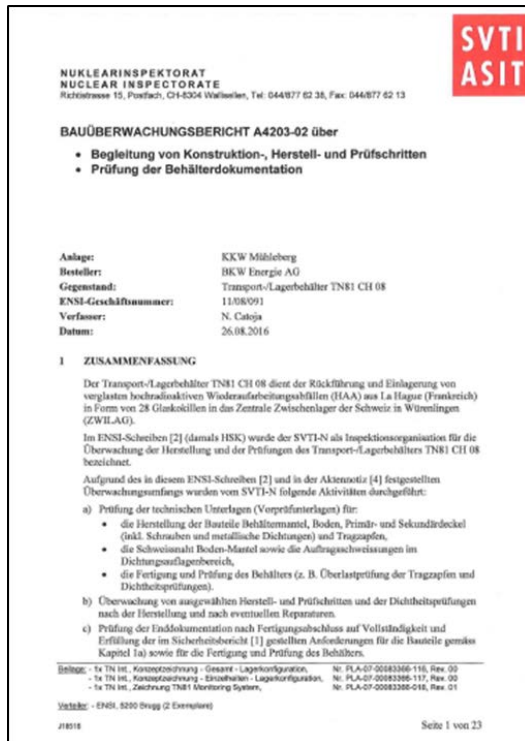 SVTI
ASIT
NUKLEARINSPEKTORAT
NUCLEAR INSPECTORATE
Richtistrasse 15, Postfach, CH-8304 Wallisellen, Tel: 044/877 62 38, Fax: 044/877 62 13
BAUÜBERWACHUNGSBERICHT A4203-02 über
• Begleitung von Konstruktion-, Herstell- und Prüfschritten
• Prüfung der Behälterdokumentation
Anlage: KKW Mühleberg
Besteller: BKW Energie AG
Gegenstand: Transport-/Lagerbehälter TN81 CH 08
ENSI-Geschäftsnummer: 11/08/091
Verfasser: N. Catoja
Datum: 26.08.2016
1 ZUSAMMENFASSUNG
Der Transport-/Lagerbehälter TN81 CH 08 dient der Rückführung und Einlagerung von
verglasten hochradioaktiven Wiederaufarbeitungsabfällen (HAA) aus La Hague (Frankreich)
in Form von 28 Glaskokillen in das Zentrale Zwischenlager der Schweiz in Würenlingen
(ZWILAG).
Im ENSI-Schreiben [2] (damals HSK) wurde der SVTI-N als Inspektionsorganisation für die
Überwachung der Herstellung und der Prüfungen des Transport-/Lagerbehälters TN81 CH 08
bezeichnet.
Aufgrund des in diesem ENSI-Schreiben [2] und in der Aktennotiz [4] festgestellten
Überwachungsumfangs wurden vom SVTI-N folgende Aktivitäten durchgeführt:
a) Prüfung der technischen Unterlagen (Vorprüfunterlagen) für:
• die Herstellung der Bauteile Behältermantel, Boden, Primär- und Sekundärdeckel
(inkl. Schrauben und metallische Dichtungen) und Tragzapfen,
• die Schweissnaht Boden-Mantel sowie die Auftragsschweissungen im
Dichtungsauflagenbereich,
• die Fertigung und Prüfung des Behälters (z. B. Überlastprüfung der Tragzapfen und
Dichtheitsprüfungen).
b) Überwachung von ausgewählten Herstell- und Prüfschritten und der Dichtheitsprüfungen
nach der Herstellung und nach eventuellen Reparaturen.
c) Prüfung der Enddokumentation nach Fertigungsabschluss auf Vollständigkeit und
Erfüllung der im Sicherheitsbericht [1] gestellten Anforderungen für die Bauteile gemäss
Kapitel 1a) sowie für die Fertigung und Prüfung des Behälters.
Beilage: - 1x TN Int., Konzeptzeichnung - Gesamt - Lagerkonfiguration, Nr. PLA-07-00083366-116, Rev. 00
- 1x TN Int., Konzeptzeichnung - Einzelheiten - Lagerkonfiguration, Nr. PLA-07-00083366-117, Rev. 00
- 1x TN Int., Zeichnung TN81 Monitoring System, Nr. PLA-07-00083366-018, Rev. 01
Verteiler: - ENSI, 5200 Brugg (2 Exemplare)
J18516 Seite 1 von 23